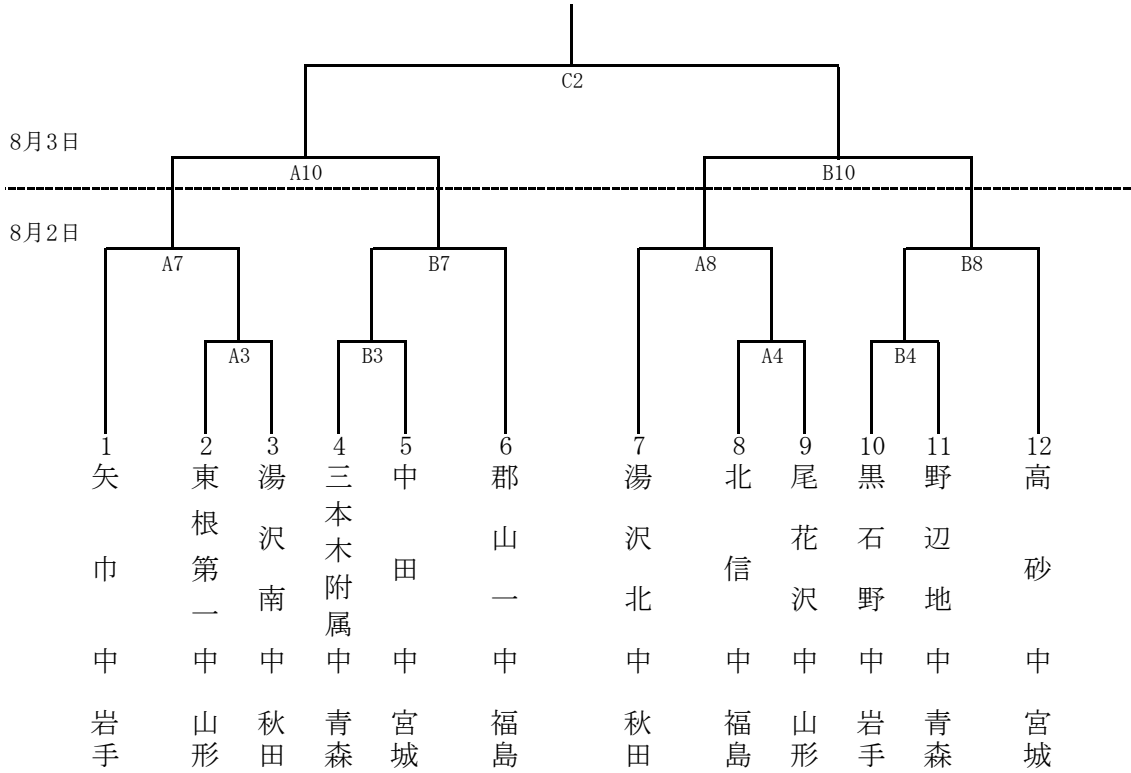 C2
8月3日
A10
B10
8月2日
A7
B7
A8
B8
A3
B3
A4
B4
1
矢巾中
岩手
2
東根第一中
山形
3
湯沢南中
秋田
4
三本木附属中
青森
5
中田中
宮城
6
郡山一中
福島
7
湯沢北中
秋田
8
北信中
福島
9
尾花沢中
山形
10
黒石野中
岩手
11
野辺地中
青森
12
高砂中
宮城